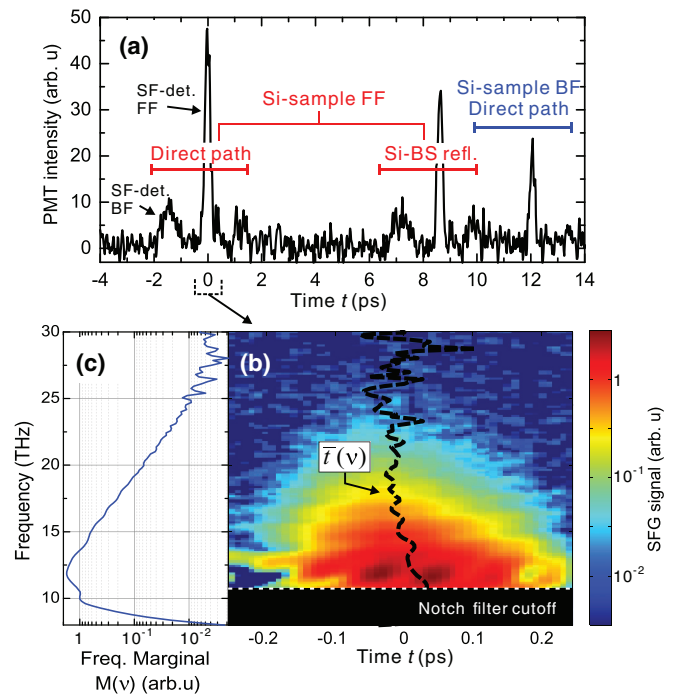 (a)
PMT intensity (arb. u)
50
40
30
20
10
0
SF-det.
FF
SF-det.
BF
Direct path
Si-sample FF
Si-BS refl.
Si-sample BF
Direct path
-4 -2 0 2 4 6 8 10 12 14
Time t (ps)
(c)
Frequency (THz)
30
25
20
15
10
1 10⁻¹ 10⁻²
Freq. Marginal
M(ν) (arb.u)
(b)
t̅ (ν)
Notch filter cutoff
-0.2 -0.1 0 0.1 0.2
Time t (ps)
1
10⁻¹
10⁻²
SFG signal (arb. u)